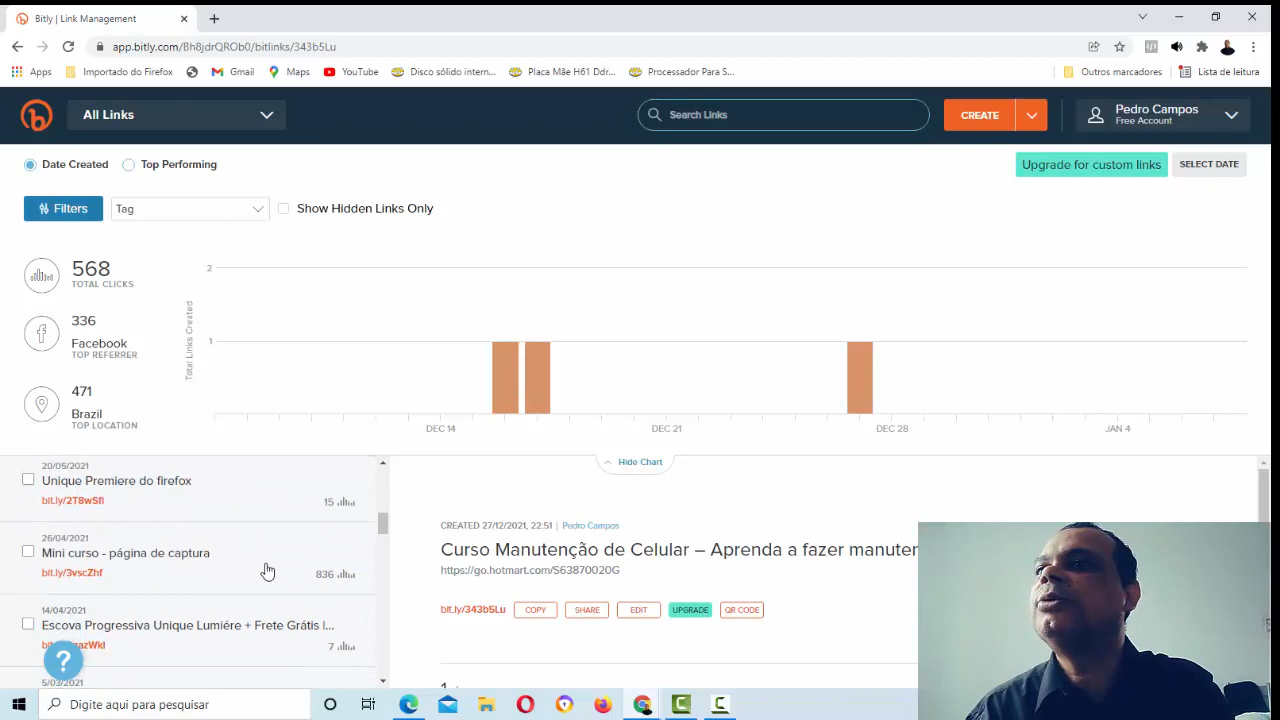 Bitly | Link Management
app.bitly.com/Bh8jdrQROb0/bitlinks/343b5Lu
Apps
Importado do Firefox
Gmail
Maps
YouTube
Disco sólido intern...
Placa Mãe H61 Ddr...
Processador Para S...
Outros marcadores
Lista de leitura
All Links
Search Links
CREATE
Pedro Campos
Free Account
Date Created
Top Performing
Upgrade for custom links
SELECT DATE
Filters
Tag
Show Hidden Links Only
568
TOTAL CLICKS
336
Facebook
TOP REFERRER
471
Brazil
TOP LOCATION
Total Links Created
2
1
DEC 14
DEC 21
DEC 28
JAN 4
Hide Chart
20/05/2021
Unique Premiere do firefox
bit.ly/2T8wSfl
15
26/04/2021
Mini curso - página de captura
bit.ly/3vscZhf
836
14/04/2021
Escova Progressiva Unique Lumiére + Frete Grátis I...
7
5/03/2021
?
CREATED 27/12/2021, 22:51 | Pedro Campos
Curso Manutenção de Celular – Aprenda a fazer manuten
https://go.hotmart.com/S63870020G
bit.ly/343b5Lu
COPY
SHARE
EDIT
UPGRADE
QR CODE
Digite aqui para pesquisar